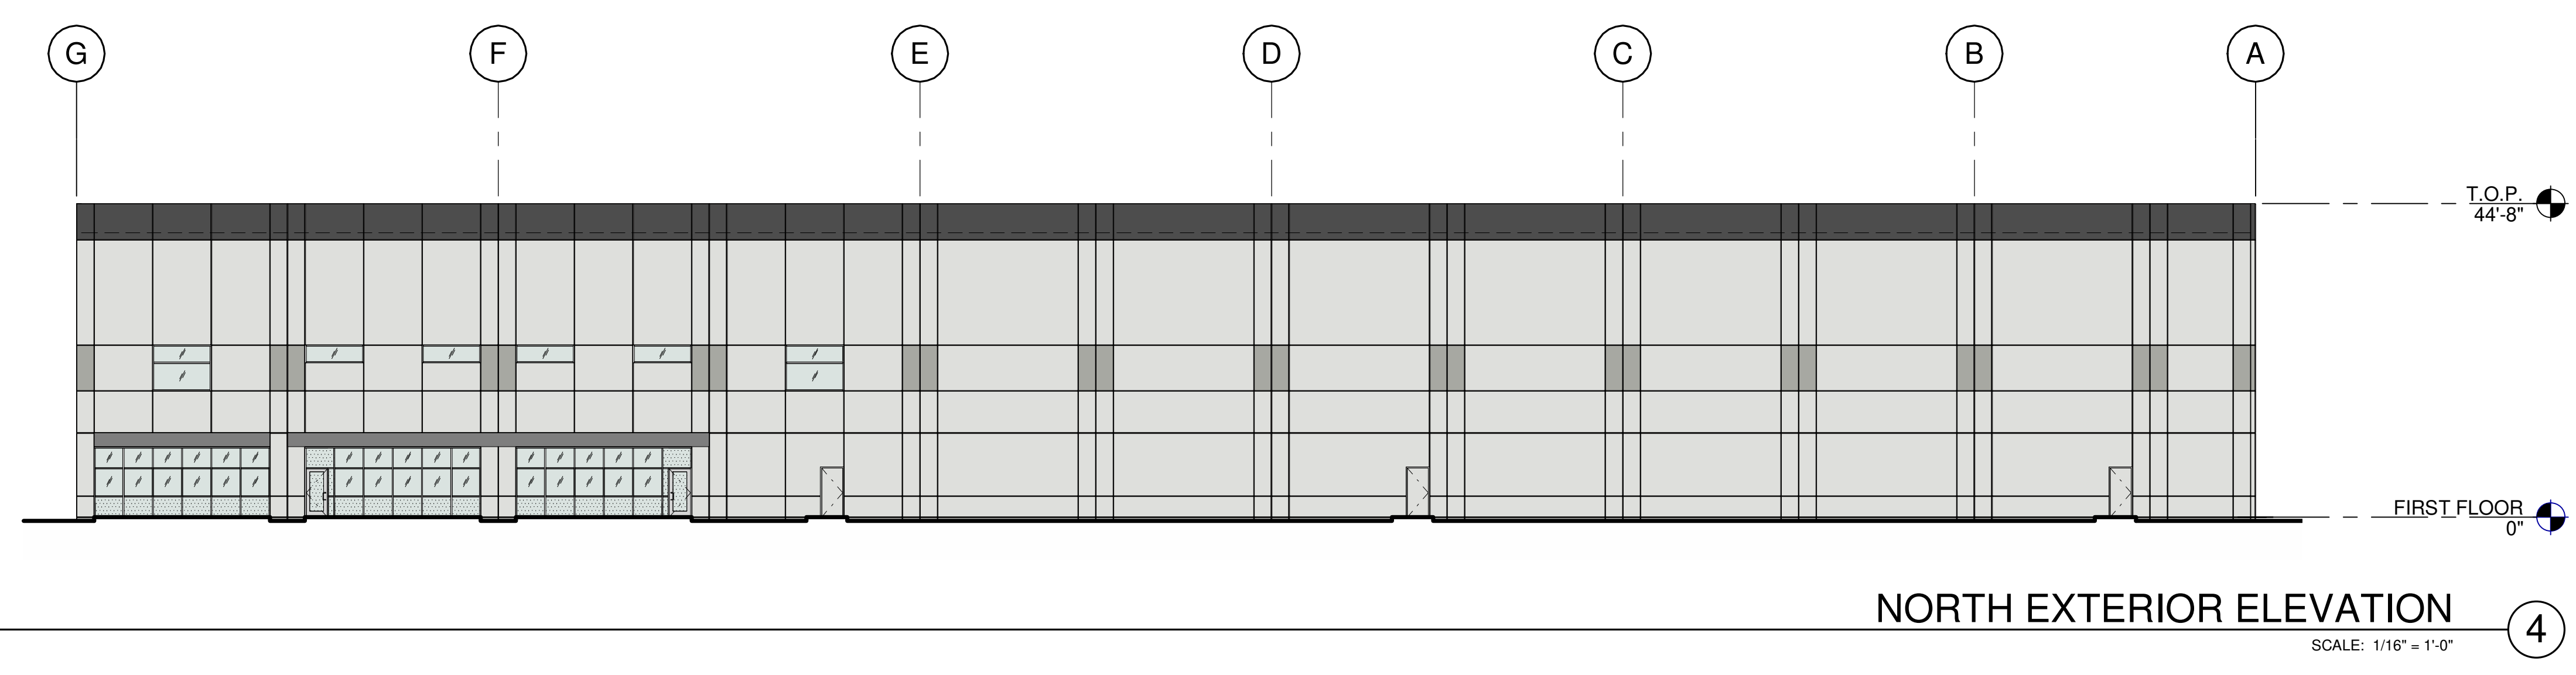 G
F
E
D
C
B
A
T.O.P.
44'-8"
FIRST FLOOR
0"
NORTH EXTERIOR ELEVATION
4
SCALE: 1/16" = 1'-0"